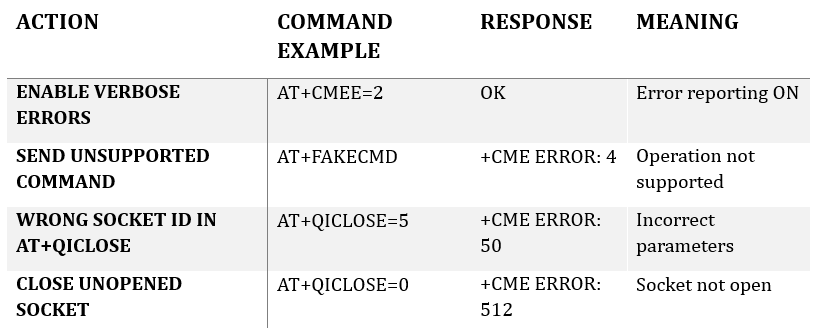 ACTION COMMAND EXAMPLE RESPONSE MEANING
ENABLE VERBOSE ERRORS AT+CMEE=2 OK Error reporting ON
SEND UNSUPPORTED COMMAND AT+FAKECMD +CME ERROR: 4 Operation not supported
WRONG SOCKET ID IN AT+QICLOSE AT+QICLOSE=5 +CME ERROR: 50 Incorrect parameters
CLOSE UNOPENED SOCKET AT+QICLOSE=0 +CME ERROR: 512 Socket not open